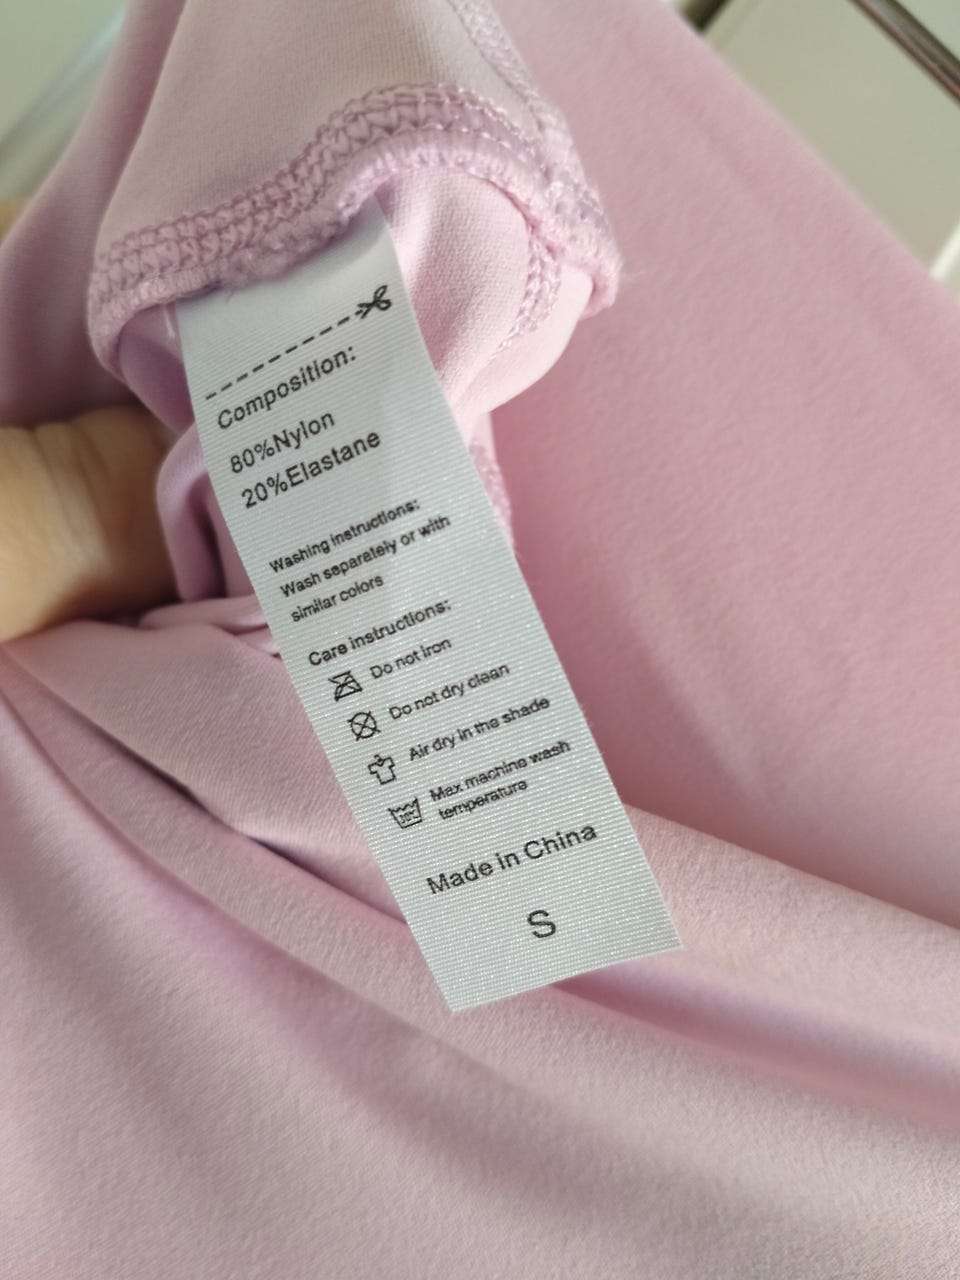 Composition:
80%Nylon
20%Elastane
Washing instructions:
Wash separately or with
similar colors
Care instructions:
Do not iron
Do not dry clean
Air dry in the shade
Max machine wash
temperature
Made in China
S